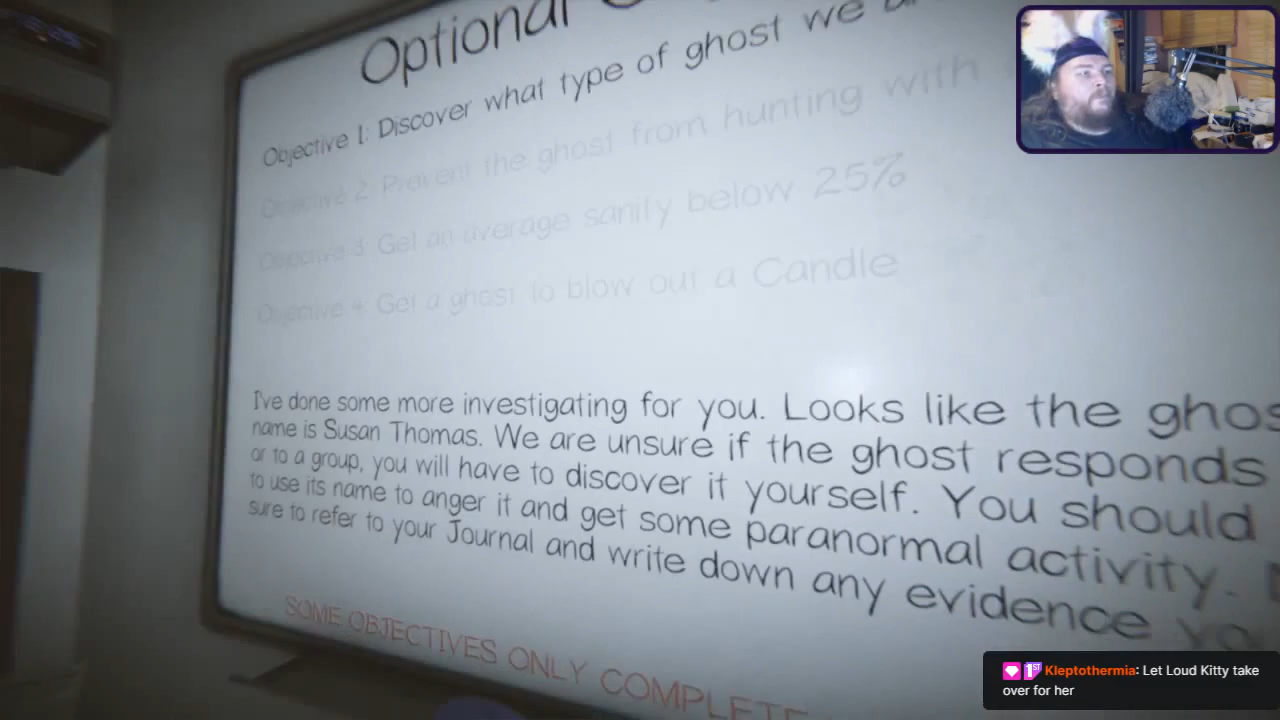 Optional
Objective 1: Discover what type of ghost we
Objective 2: Prevent the ghost from hunting with
Objective 3: Get an average sanity below 25%
Objective 4: Get a ghost to blow out a Candle
I've done some more investigating for you. Looks like the ghos
name is Susan Thomas. We are unsure if the ghost responds
or to a group, you will have to discover it yourself. You should
to use its name to anger it and get some paranormal activity.
sure to refer to your Journal and write down any evidence
SOME OBJECTIVES ONLY COMPLETE
1ST Kleptothermia: Let Loud Kitty take
over for her